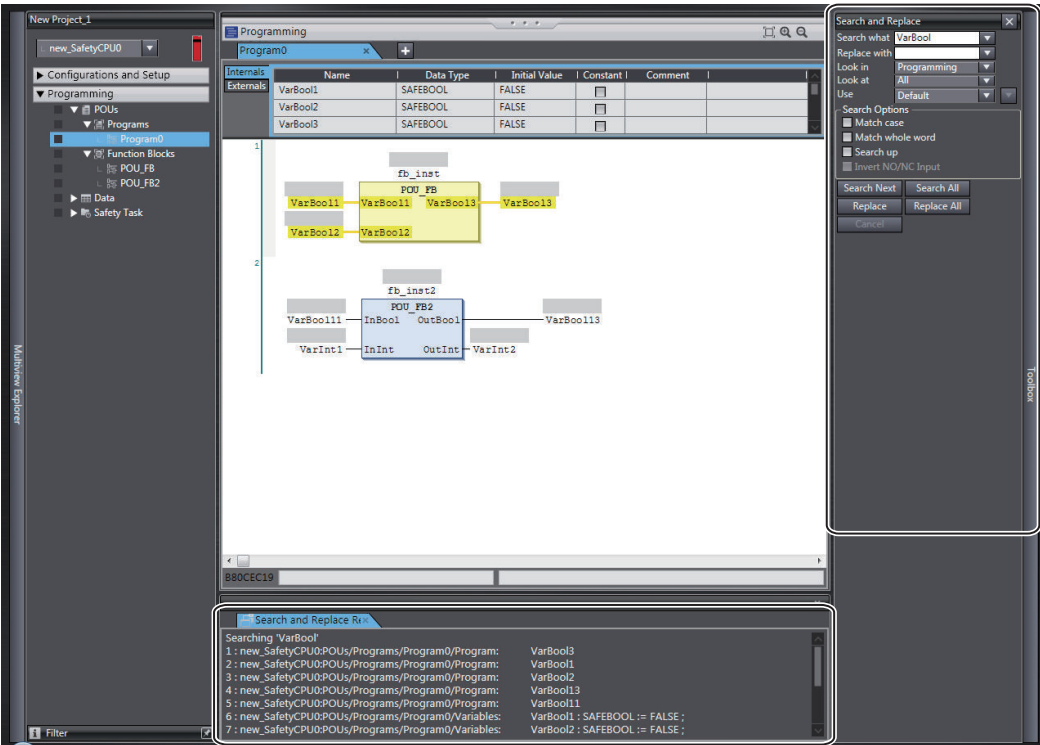 New Project_1
new_SafetyCPU0
Configurations and Setup
Programming
POUs
Programs
Program0
Function Blocks
POU_FB
POU_FB2
Data
Safety Task
Filter
Multiview Explorer
Programming
Program0
Internals
Externals
Name Data Type Initial Value Constant Comment
VarBool1 SAFEBOOL FALSE
VarBool2 SAFEBOOL FALSE
VarBool3 SAFEBOOL FALSE
1
fb_inst
POU_FB
VarBool1 VarBool1 VarBool3 VarBool3
VarBool2 VarBool2
2
fb_inst2
POU_FB2
VarBool11 InBool OutBool VarBool13
VarInt1 InInt OutInt VarInt2
B80CEC19
Search and Replace Re
Searching 'VarBool'
1 : new_SafetyCPU0:POUs/Programs/Program0/Program: VarBool3
2 : new_SafetyCPU0:POUs/Programs/Program0/Program: VarBool1
3 : new_SafetyCPU0:POUs/Programs/Program0/Program: VarBool2
4 : new_SafetyCPU0:POUs/Programs/Program0/Program: VarBool13
5 : new_SafetyCPU0:POUs/Programs/Program0/Program: VarBool11
6 : new_SafetyCPU0:POUs/Programs/Program0/Variables: VarBool1 : SAFEBOOL := FALSE ;
7 : new_SafetyCPU0:POUs/Programs/Program0/Variables: VarBool2 : SAFEBOOL := FALSE ;
Search and Replace
Search what VarBool
Replace with
Look in Programming
Look at All
Use Default
Search Options
Match case
Match whole word
Search up
Invert NO/NC Input
Search Next Search All
Replace Replace All
Cancel
Toolbox